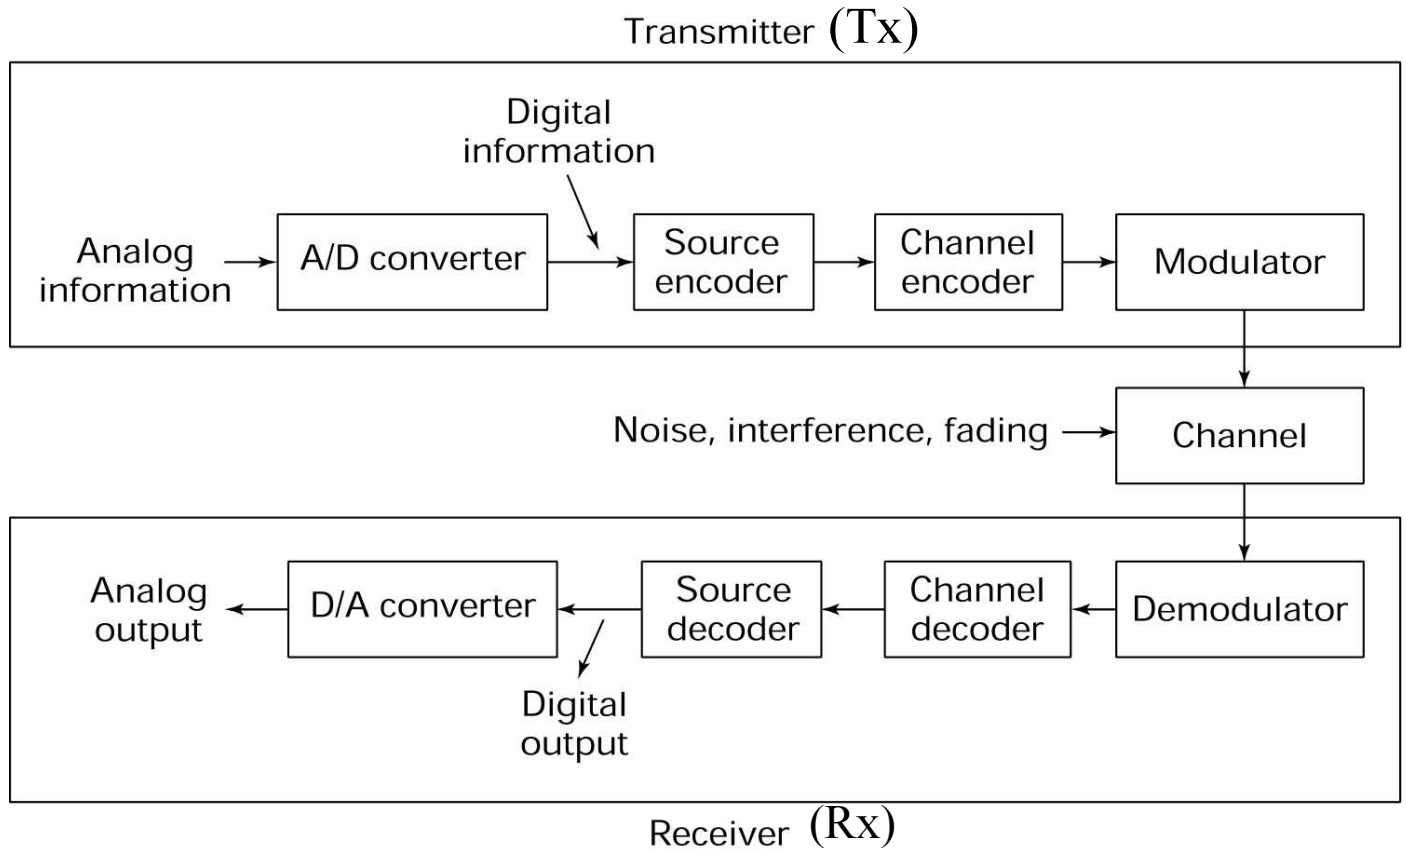 Transmitter (Tx)
Digital
information
Analog
information
A/D converter
Source
encoder
Channel
encoder
Modulator
Noise, interference, fading
Channel
Analog
output
D/A converter
Source
decoder
Channel
decoder
Demodulator
Digital
output
Receiver (Rx)